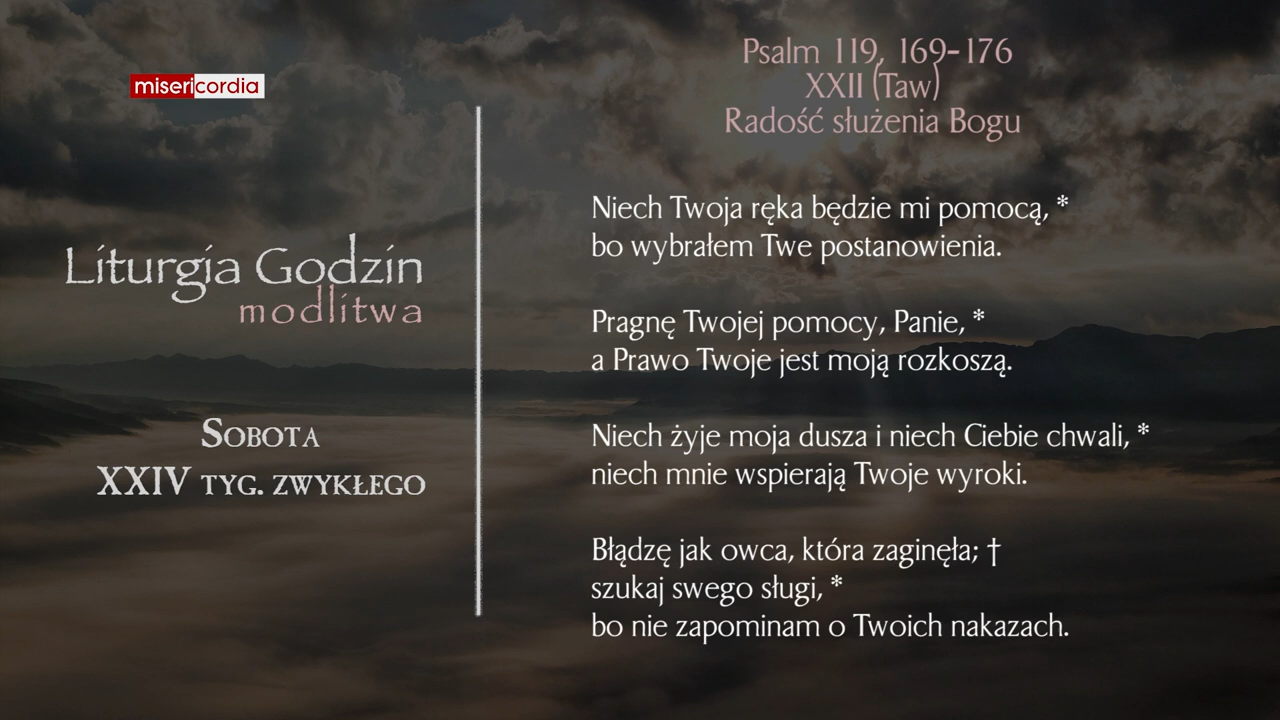 misericordia
Liturgia Godzin
modlitwa
Sobota
XXIV tyg. zwykłego
Psalm 119, 169-176
XXII (Taw)
Radość służenia Bogu
Niech Twoja ręka będzie mi pomocą, *
bo wybrałem Twe postanowienia.
Pragnę Twojej pomocy, Panie, *
a Prawo Twoje jest moją rozkoszą.
Niech żyje moja dusza i niech Ciebie chwali, *
niech mnie wspierają Twoje wyroki.
Błądzę jak owca, która zaginęła; †
szukaj swego sługi, *
bo nie zapominam o Twoich nakazach.